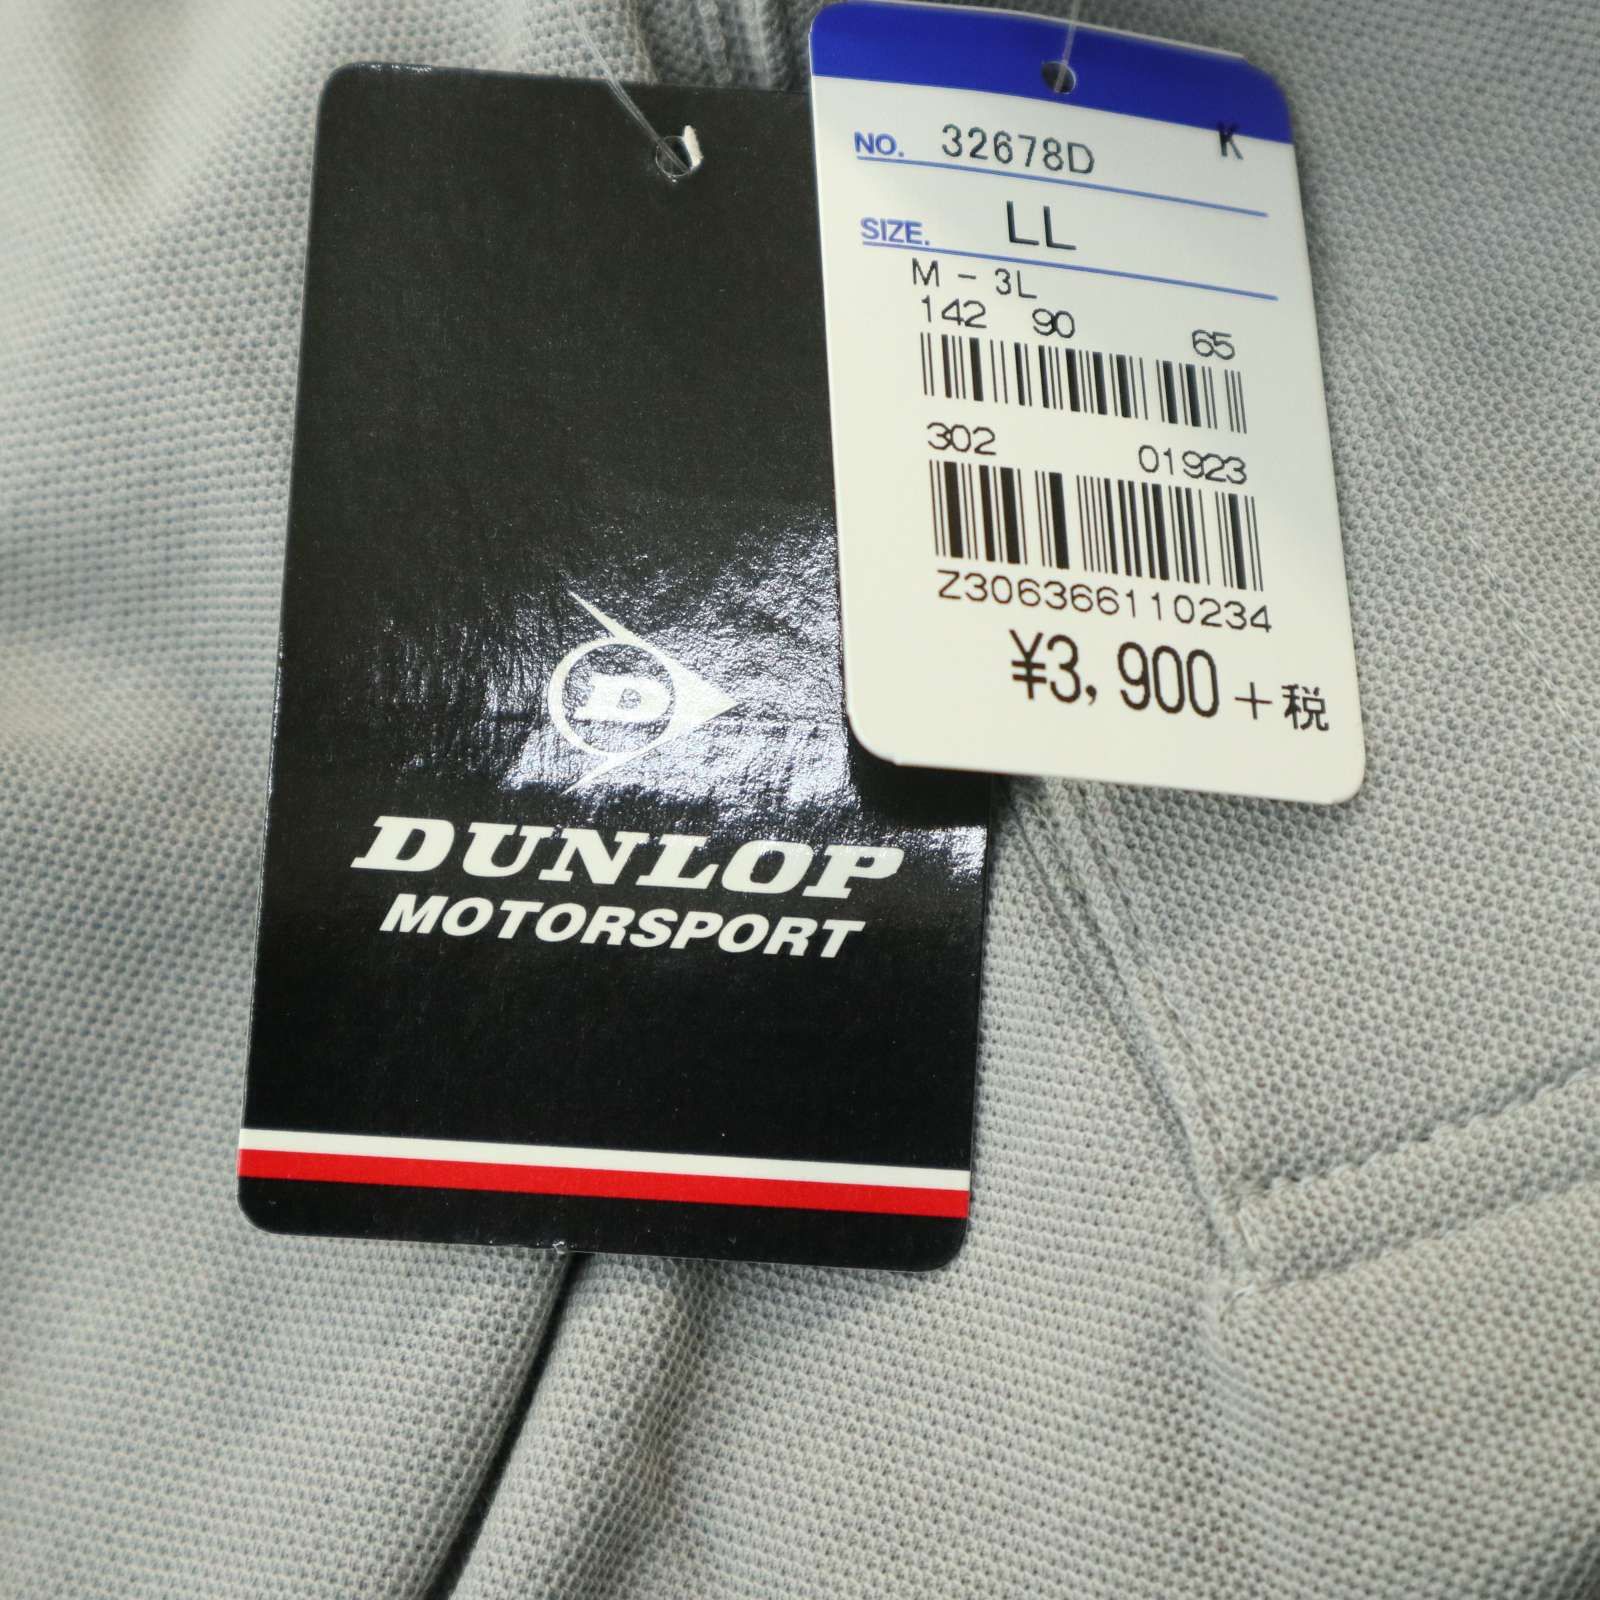 D
DUNLOP
MOTORSPORT
K
NO. 32678D
SIZE. LL
M - 3L
142 90 65
302 01923
Z306366110234
¥3,900+税